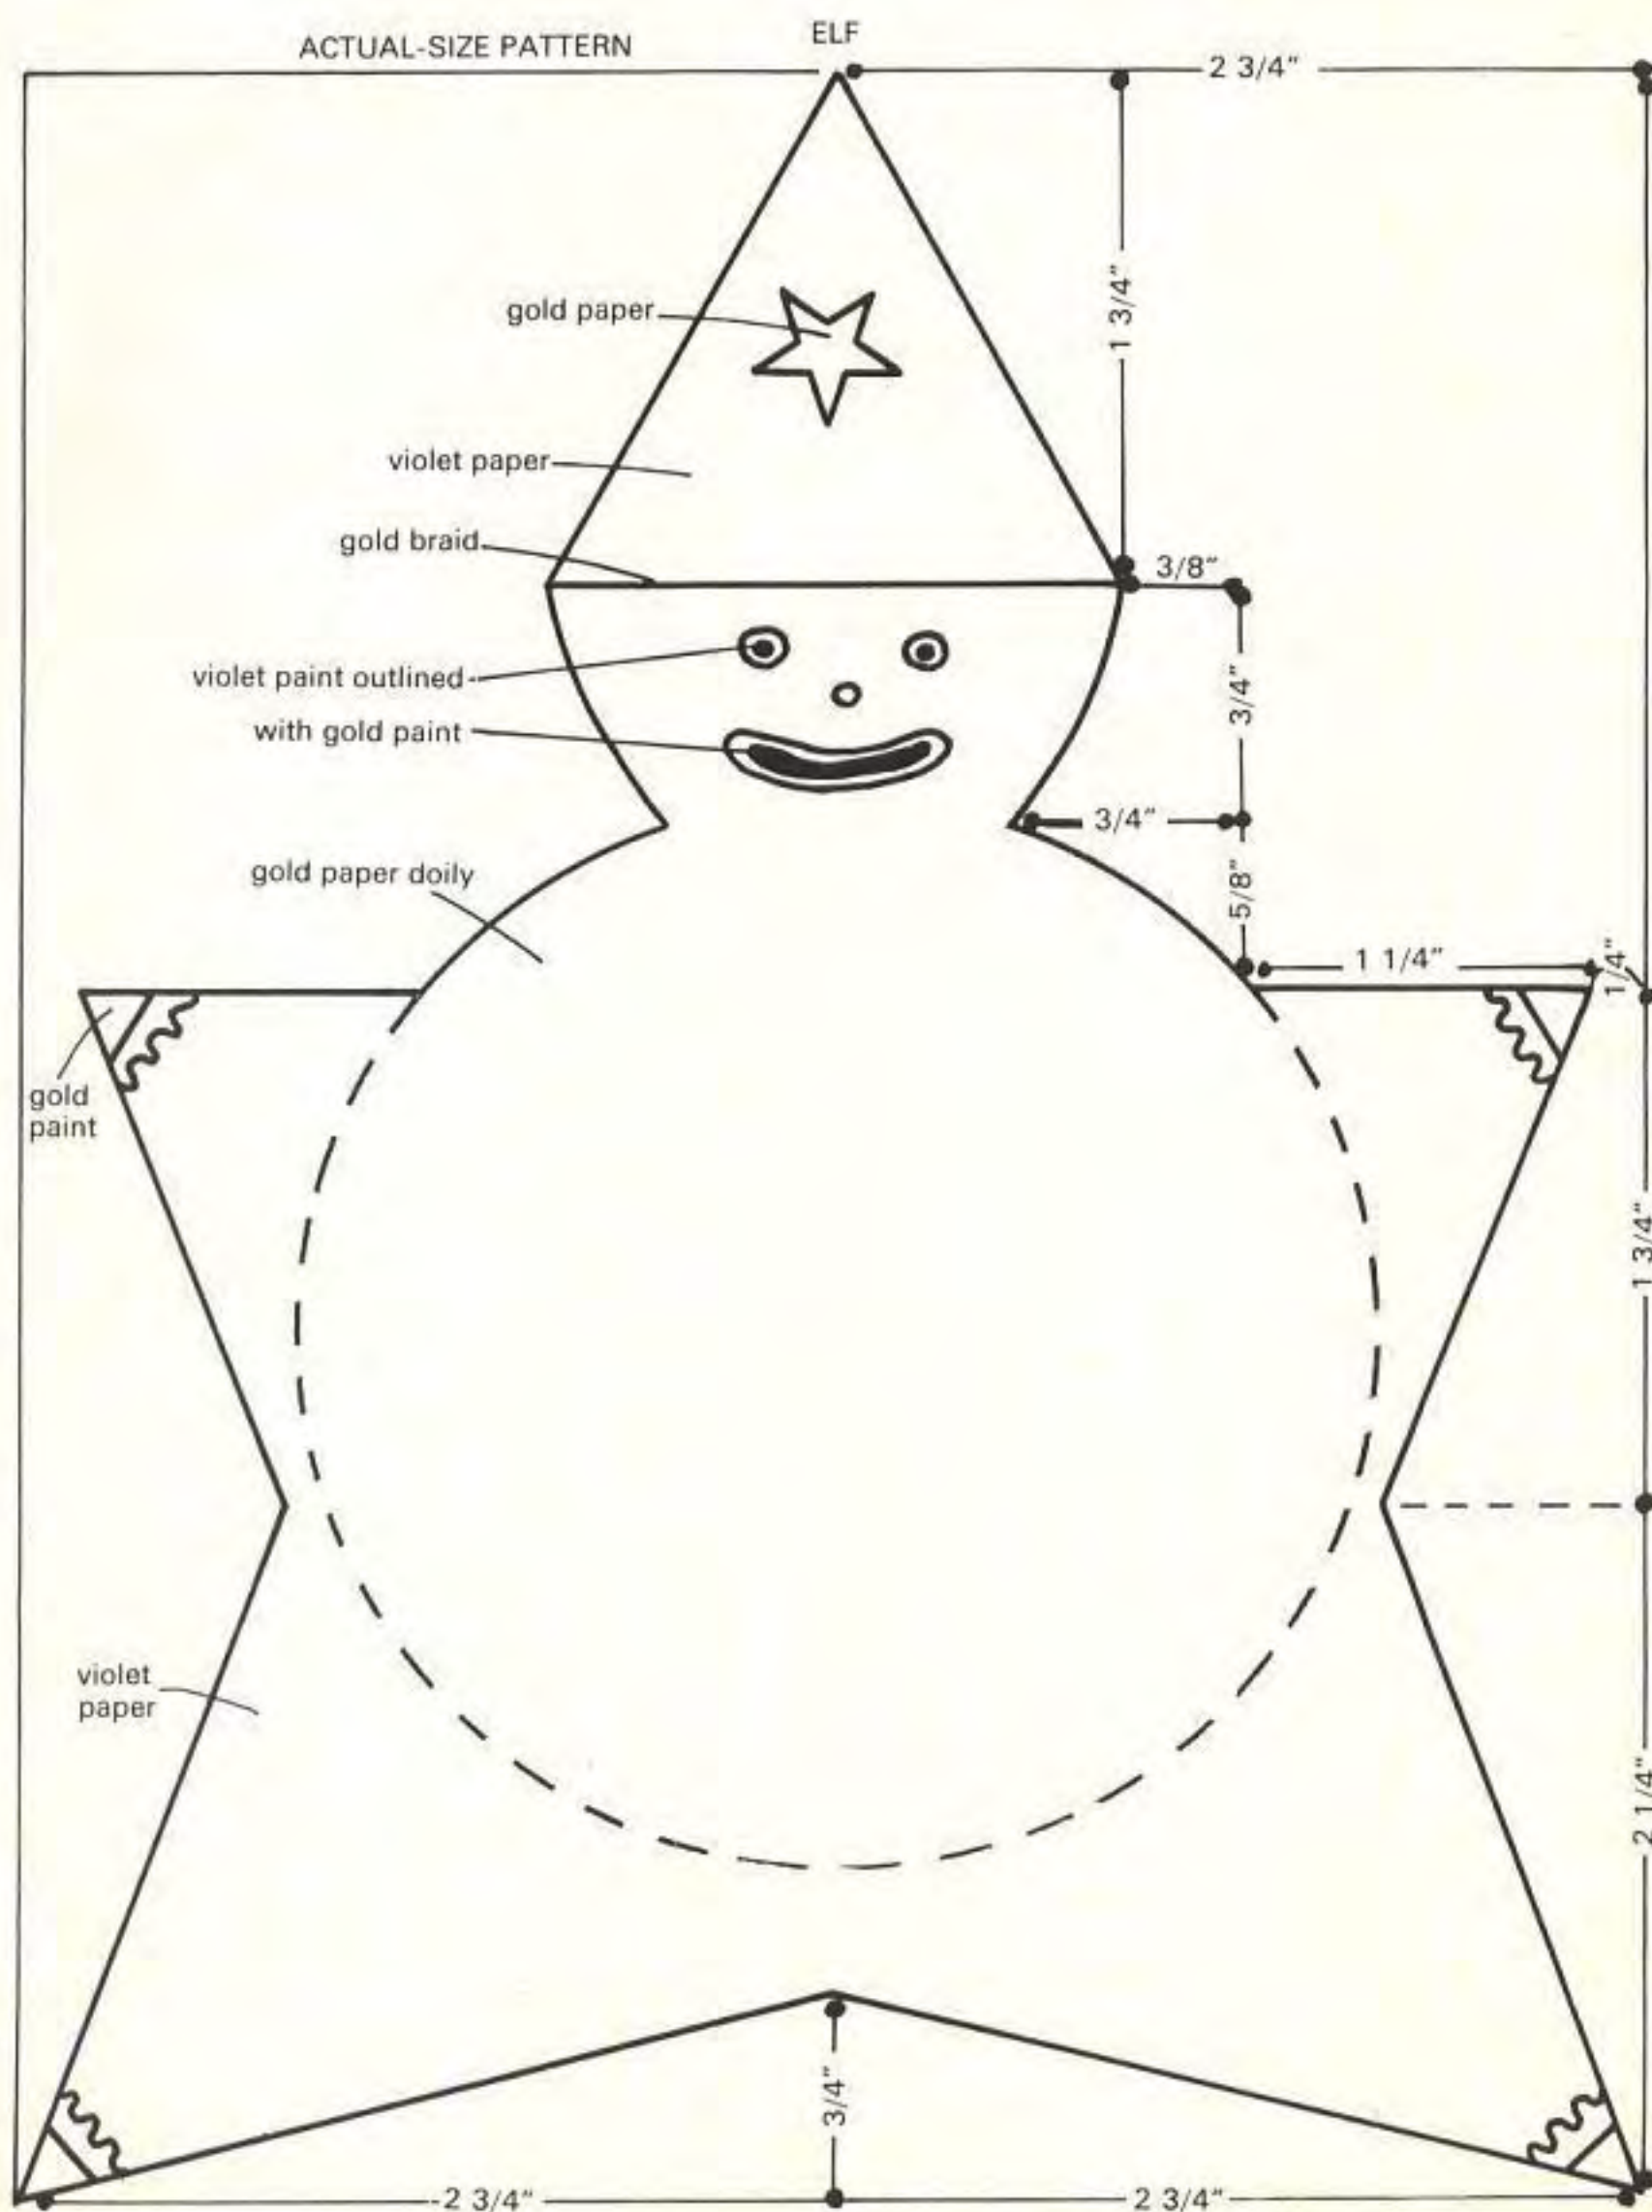 ELF
ACTUAL-SIZE PATTERN
2 3/4"
1 3/4"
gold paper
violet paper
gold braid
3/8"
violet paint outlined
with gold paint
3/4"
3/4"
gold paper doily
5/8"
1 1/4"
1/4"
gold
paint
1 3/4"
violet
paper
2 1/4"
3/4"
2 3/4"
2 3/4"